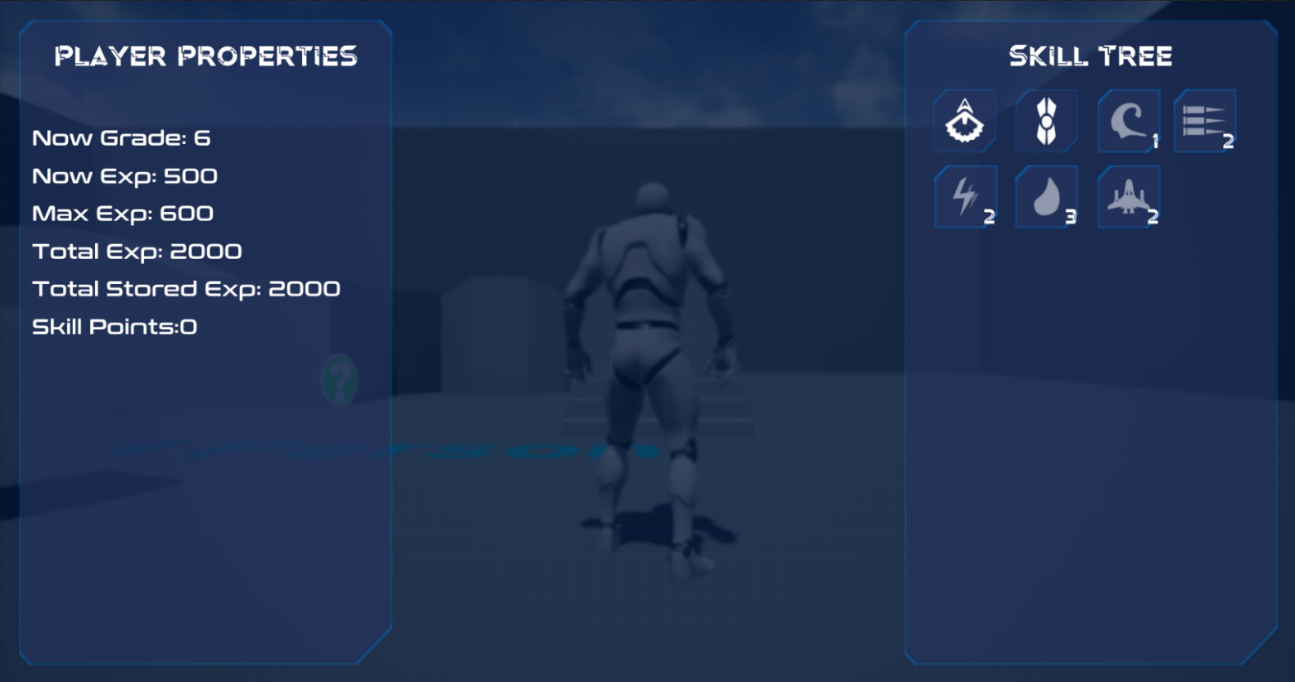 PLAYER PROPERTIES
Now Grade: 6
Now Exp: 500
Max Exp: 600
Total Exp: 2000
Total Stored Exp: 2000
Skill Points:0
?
SKILL TREE
1
2
2
3
2